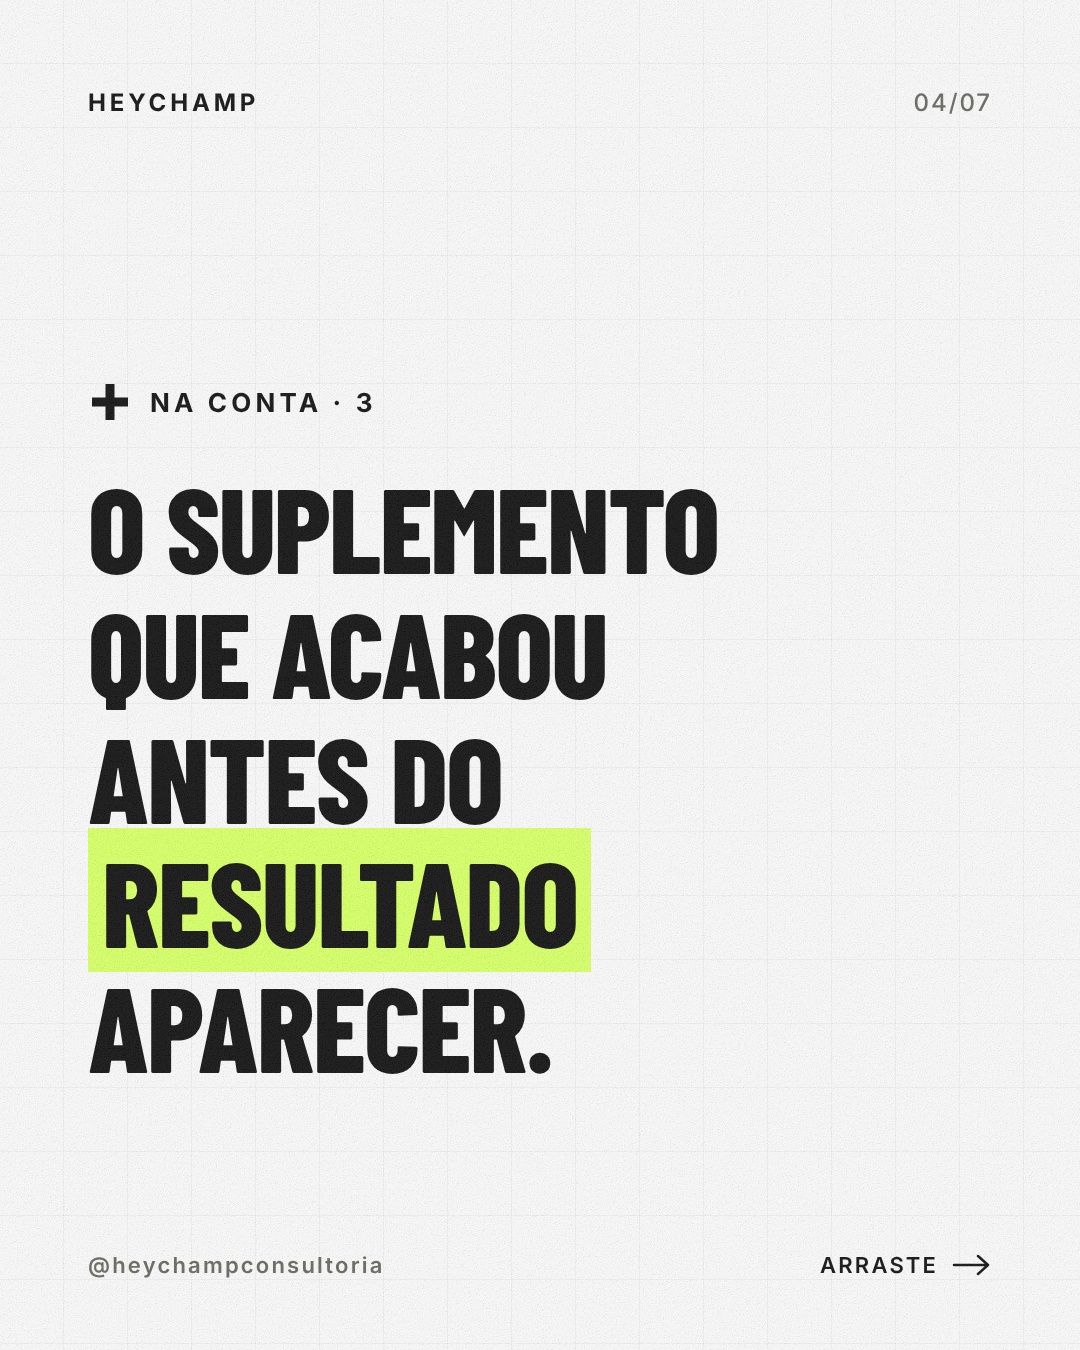 HEYCHAMP
04/07
+ NA CONTA · 3
O SUPLEMENTO
QUE ACABOU
ANTES DO
RESULTADO
APARECER.
@heychampconsultoria
ARRASTE →